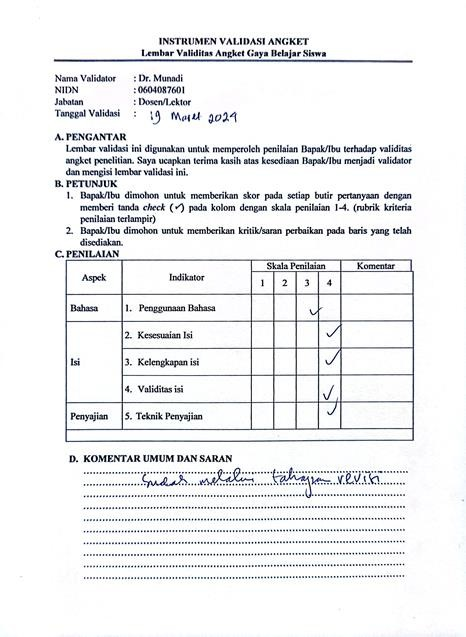 INSTRUMEN VALIDASI ANGKET
Lembar Validitas Angket Gaya Belajar Siswa
Nama Validator : Dr. Munadi
NIDN : 0604087601
Jabatan : Dosen/Lektor
Tanggal Validasi : 19 Maret 2024
A. PENGANTAR
Lembar validasi ini digunakan untuk memperoleh penilaian Bapak/Ibu terhadap validitas
angket penelitian. Saya ucapkan terima kasih atas kesediaan Bapak/Ibu menjadi validator
dan mengisi lembar validasi ini.
B. PETUNJUK
1. Bapak/Ibu dimohon untuk memberikan skor pada setiap butir pertanyaan dengan
memberi tanda check (✓) pada kolom dengan skala penilaian 1-4. (rubrik kriteria
penilaian terlampir)
2. Bapak/Ibu dimohon untuk memberikan kritik/saran perbaikan pada baris yang telah
disediakan.
C. PENILAIAN
Aspek Indikator Skala Penilaian Komentar
1 2 3 4
Bahasa 1. Penggunaan Bahasa ✓
2. Kesesuaian Isi ✓
Isi 3. Kelengkapan isi ✓
4. Validitas isi ✓
Penyajian 5. Teknik Penyajian ✓
D. KOMENTAR UMUM DAN SARAN
Sudah melalui tahapan revisi